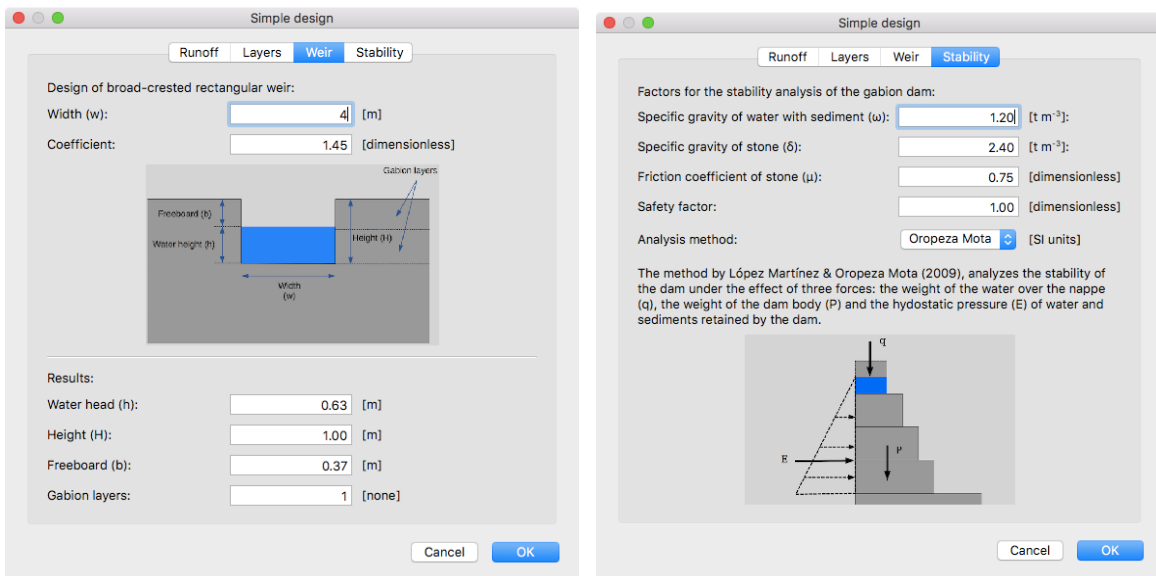 Simple design
Runoff Layers Weir Stability
Design of broad-crested rectangular weir:
Width (w): 4 [m]
Coefficient: 1.45 [dimensionless]
Gabion layers
Freeboard (b)
Water height (h)
Height (H)
Width
(w)
Results:
Water head (h): 0.63 [m]
Height (H): 1.00 [m]
Freeboard (b): 0.37 [m]
Gabion layers: 1 [none]
Cancel OK
Simple design
Runoff Layers Weir Stability
Factors for the stability analysis of the gabion dam:
Specific gravity of water with sediment (ω): 1.20 [t m⁻³]:
Specific gravity of stone (δ): 2.40 [t m⁻³]:
Friction coefficient of stone (μ): 0.75 [dimensionless]
Safety factor: 1.00 [dimensionless]
Analysis method: Oropeza Mota [SI units]
The method by López Martínez & Oropeza Mota (2009), analyzes the stability of
the dam under the effect of three forces: the weight of the water over the nappe
(q), the weight of the dam body (P) and the hydostatic pressure (E) of water and
sediments retained by the dam.
q
P
E
Cancel OK